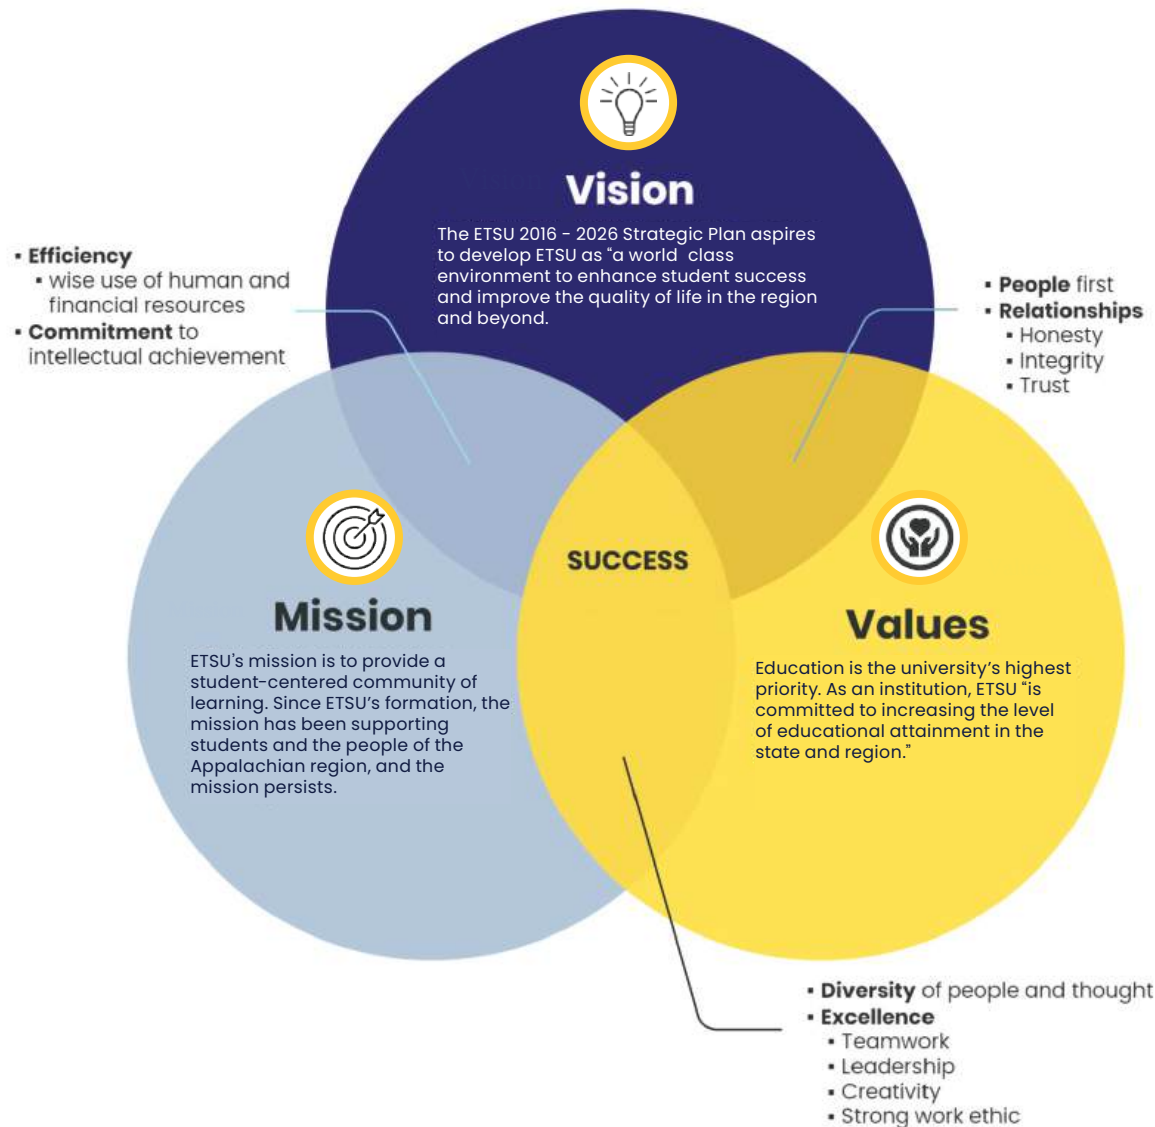 Vision
The ETSU 2016 - 2026 Strategic Plan aspires
to develop ETSU as “a world class
environment to enhance student success
and improve the quality of life in the region
and beyond.
▪ Efficiency
▪ wise use of human and
financial resources
▪ Commitment to
intellectual achievement
▪ People first
▪ Relationships
▪ Honesty
▪ Integrity
▪ Trust
SUCCESS
Mission
ETSU's mission is to provide a
student-centered community of
learning. Since ETSU’s formation, the
mission has been supporting
students and the people of the
Appalachian region, and the
mission persists.
Values
Education is the university’s highest
priority. As an institution, ETSU “is
committed to increasing the level
of educational attainment in the
state and region.”
▪ Diversity of people and thought
▪ Excellence
▪ Teamwork
▪ Leadership
▪ Creativity
▪ Strong work ethic